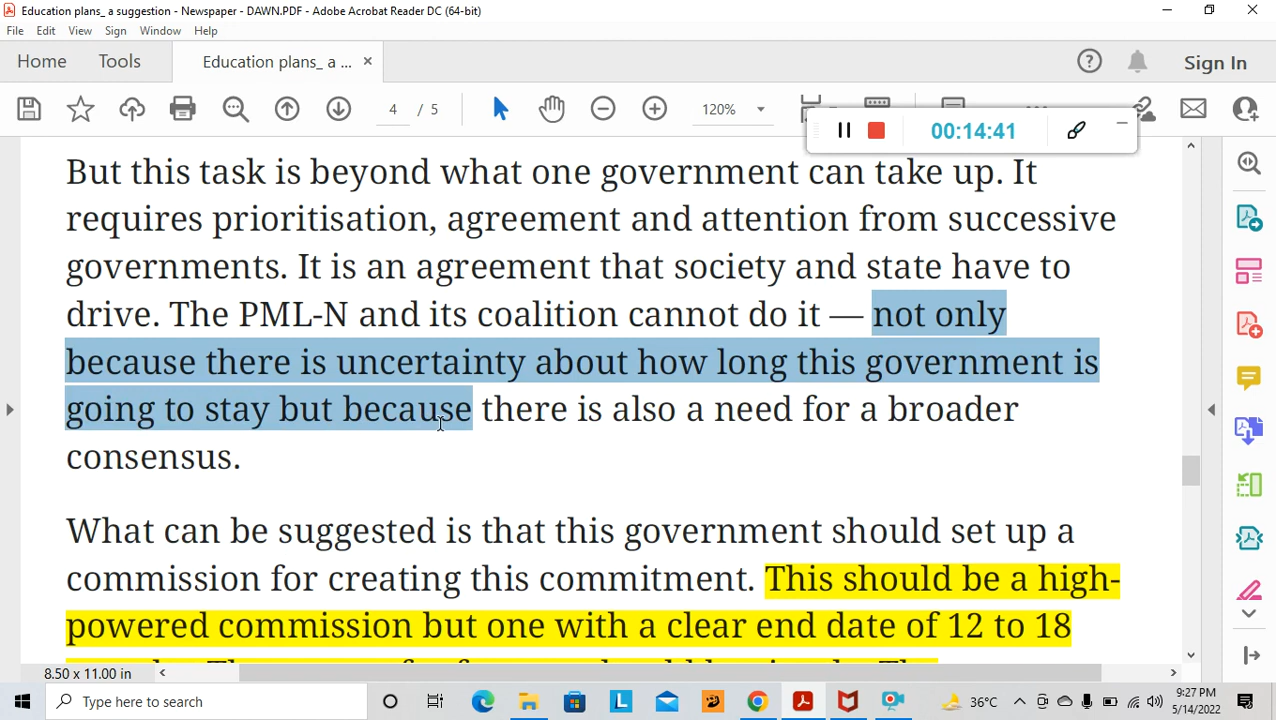 Education plans_ a suggestion - Newspaper - DAWN.PDF - Adobe Acrobat Reader DC (64-bit)
File Edit View Sign Window Help
Home Tools Education plans_ a ... × Sign In
4 / 5 120%
00:14:41
But this task is beyond what one government can take up. It
requires prioritisation, agreement and attention from successive
governments. It is an agreement that society and state have to
drive. The PML-N and its coalition cannot do it — not only
because there is uncertainty about how long this government is
going to stay but because there is also a need for a broader
consensus.
What can be suggested is that this government should set up a
commission for creating this commitment. This should be a high-
powered commission but one with a clear end date of 12 to 18
8.50 x 11.00 in
Type here to search
36°C
9:27 PM
5/14/2022